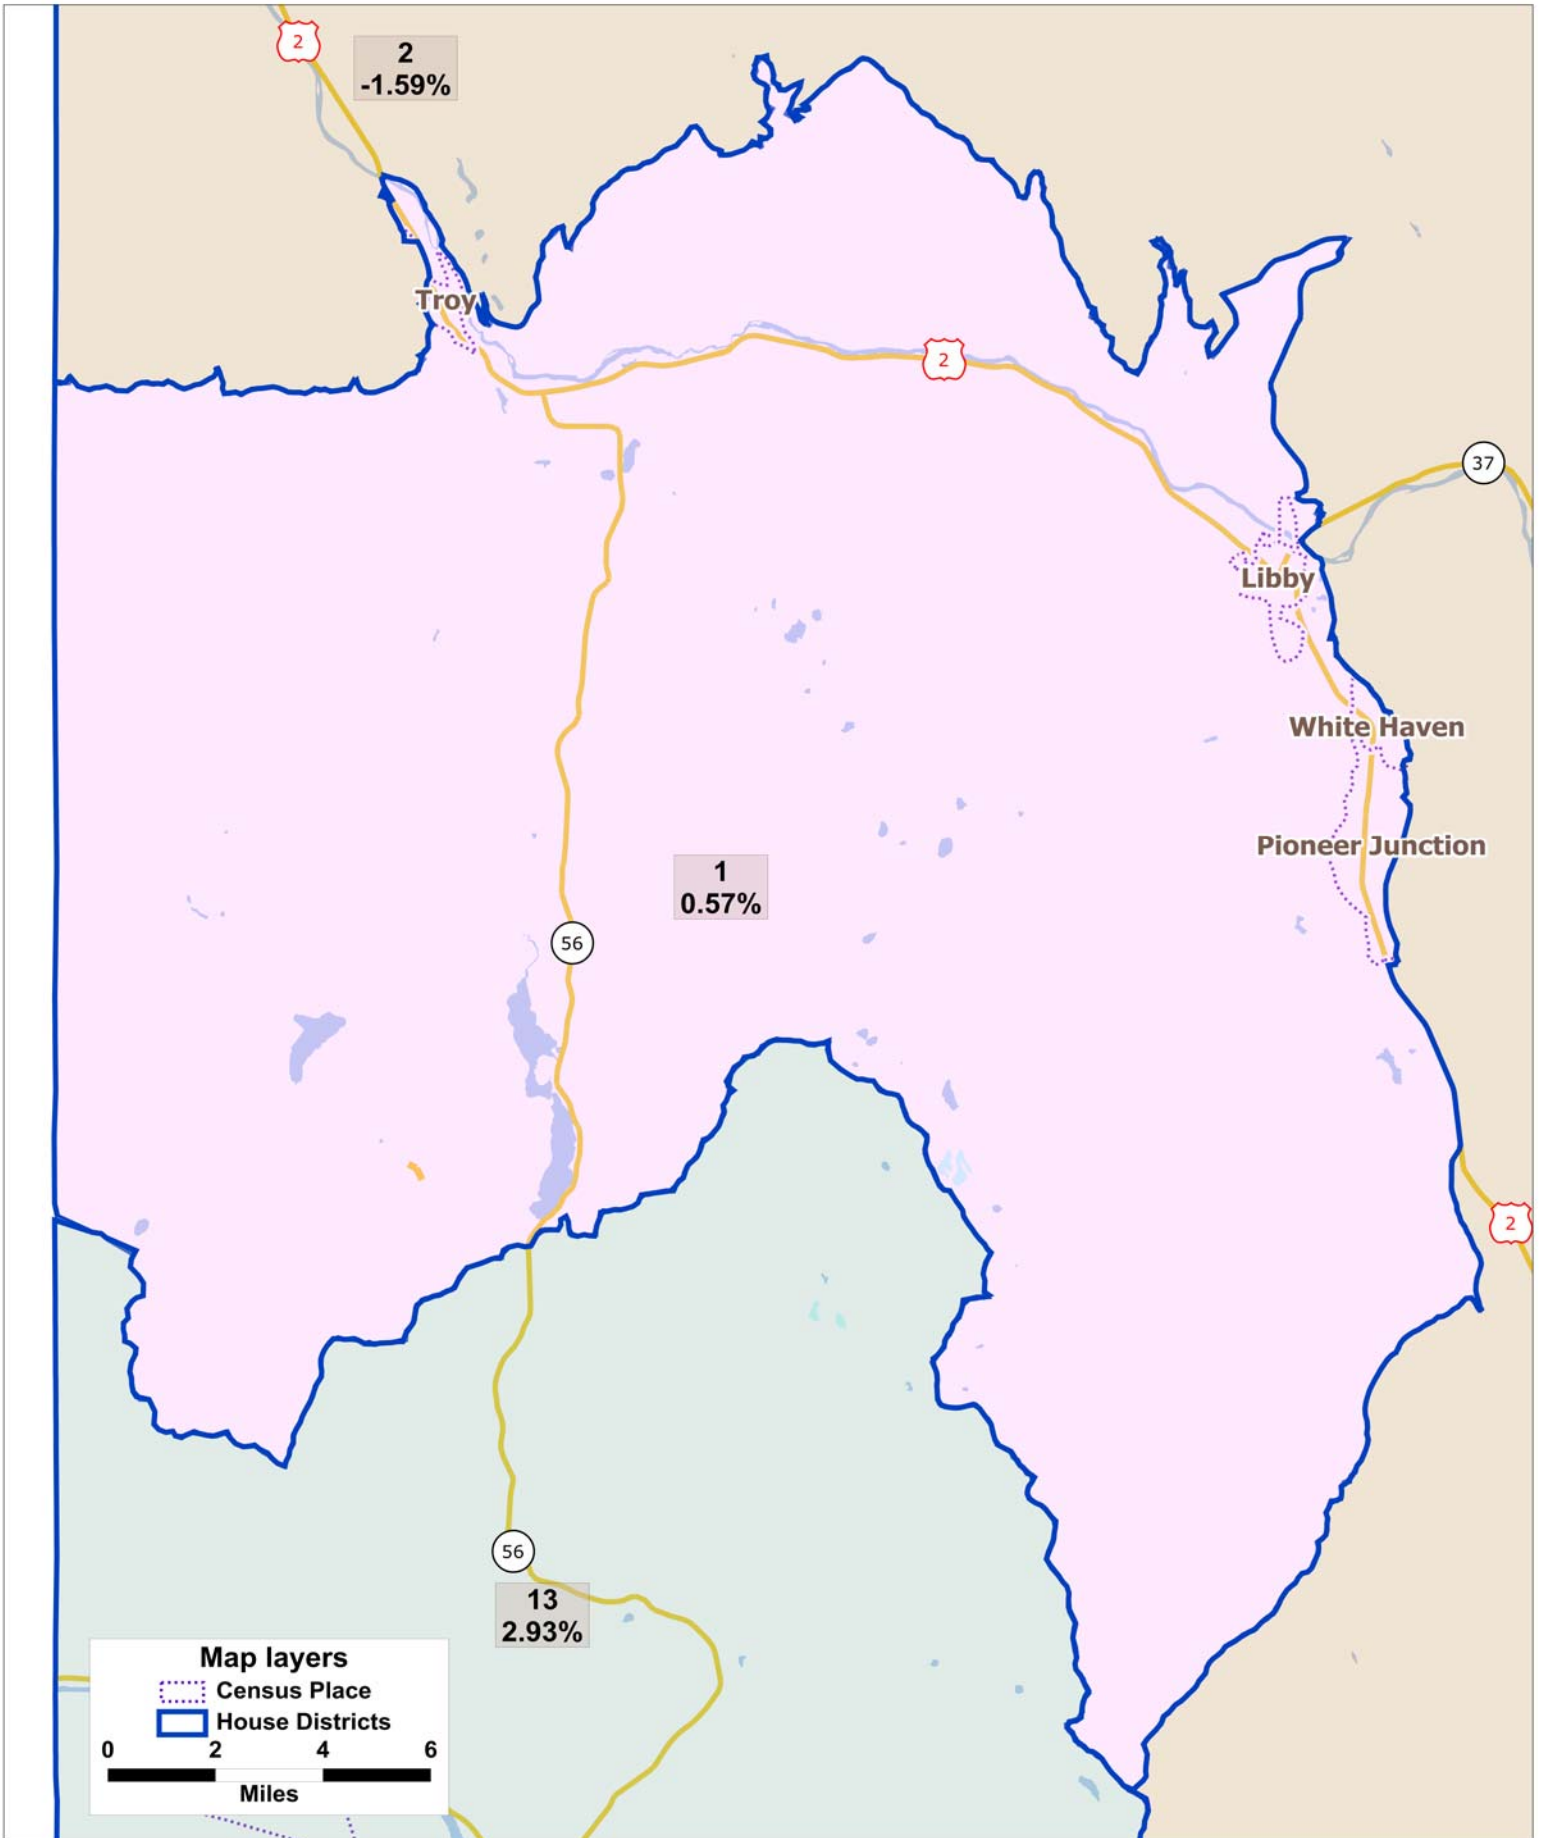 2
2
-1.59%
Troy
2
37
Libby
White Haven
Pioneer Junction
1
0.57%
56
2
56
13
2.93%
Map layers
Census Place
House Districts
0 2 4 6
Miles